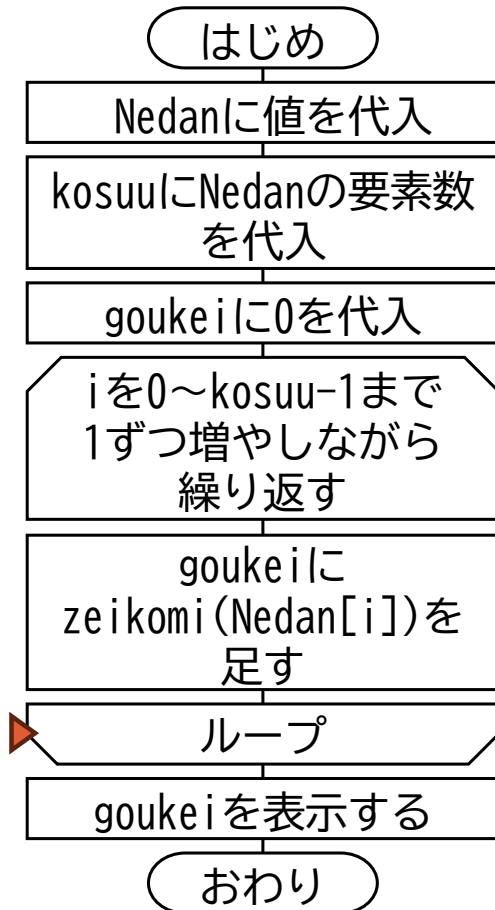 はじめ
Nedanに値を代入
kosuuにNedanの要素数
を代入
goukeiに0を代入
iを0～kosuu-1まで
1ずつ増やしながら
繰り返す
goukeiに
zeikomi(Nedan[i])を
足す
ループ
goukeiを表示する
おわり